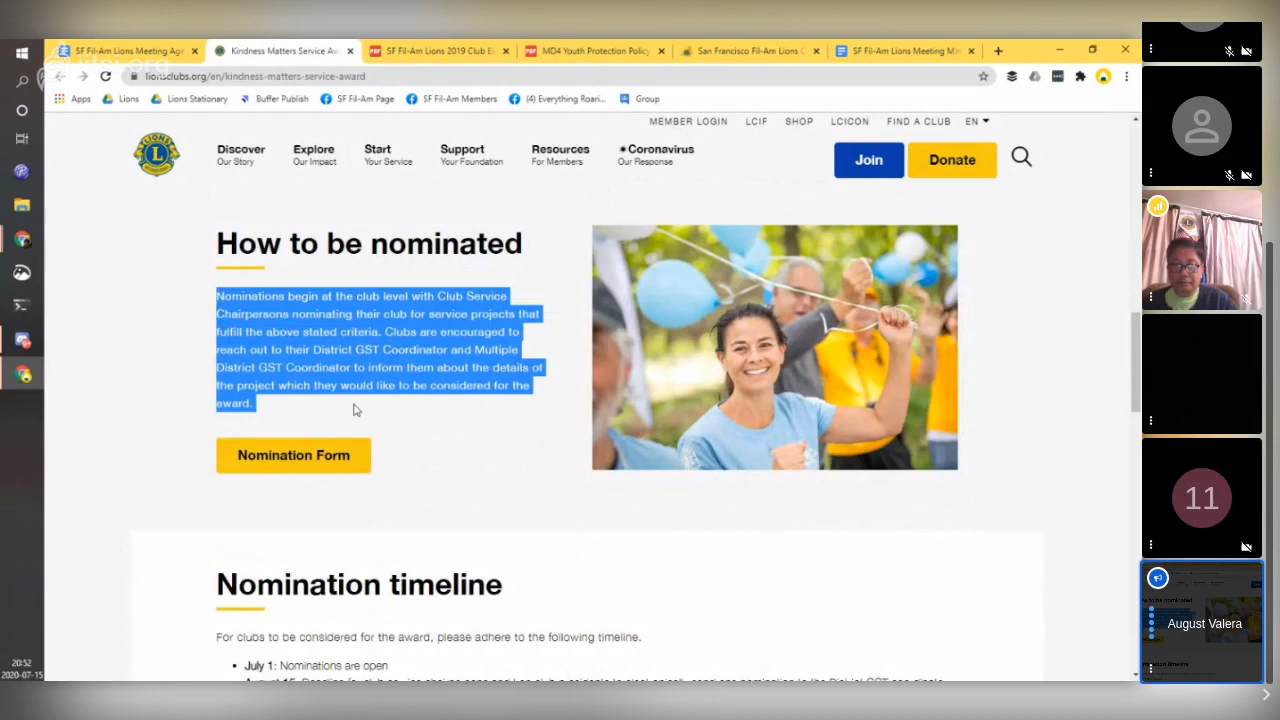 SF Fil-Am Lions Meeting Age
Kindness Matters Service Aw
SF Fil-Am Lions 2019 Club E
MD4 Youth Protection Policy
San Francisco Fil-Am Lions C
SF Fil-Am Lions Meeting Mi
jitsi.org
lionsclubs.org/en/kindness-matters-service-award
Apps
Lions
Lions Stationary
Buffer Publish
SF Fil-Am Page
SF Fil-Am Members
(4) Everything Roari...
Group
MEMBER LOGIN LCIF SHOP LCICON FIND A CLUB EN
Discover
Our Story
Explore
Our Impact
Start
Your Service
Support
Your Foundation
Resources
For Members
Coronavirus
Our Response
Join
Donate
LIONS
L
How to be nominated
Nominations begin at the club level with Club Service
Chairpersons nominating their club for service projects that
fulfill the above stated criteria. Clubs are encouraged to
reach out to their District GST Coordinator and Multiple
District GST Coordinator to inform them about the details of
the project which they would like to be considered for the
award.
Nomination Form
Nomination timeline
For clubs to be considered for the award, please adhere to the following timeline.
• July 1: Nominations are open
20:52
2020-07-15
11
August Valera